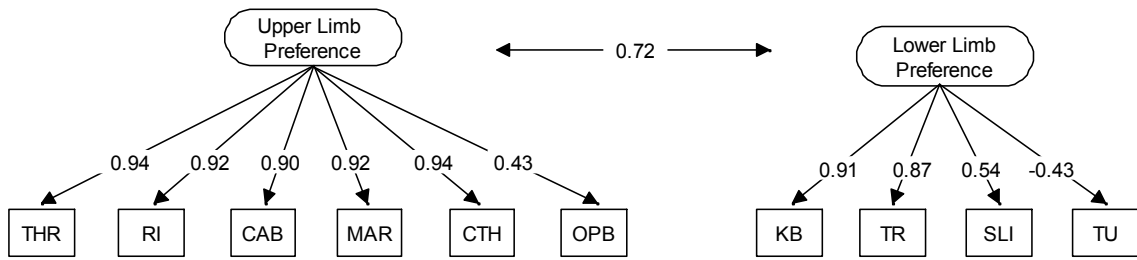 Upper Limb
Preference
Lower Limb
Preference
0.72
0.94 0.92 0.90 0.92 0.94 0.43
0.91 0.87 0.54 -0.43
THR RI CAB MAR CTH OPB
KB TR SLI TU